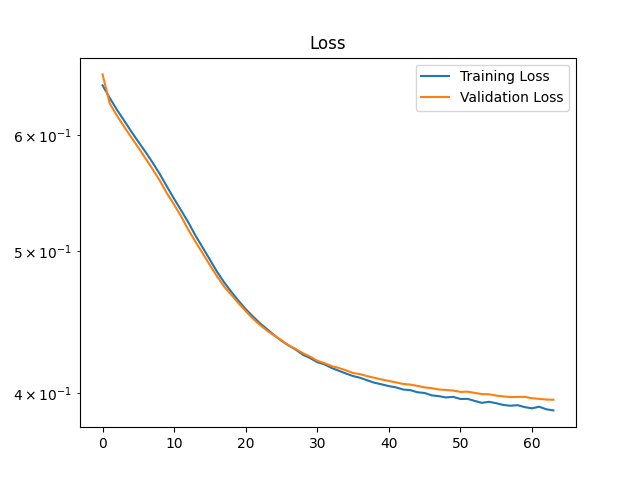 Loss
Training Loss
Validation Loss
6 × 10⁻¹
5 × 10⁻¹
4 × 10⁻¹
0 10 20 30 40 50 60